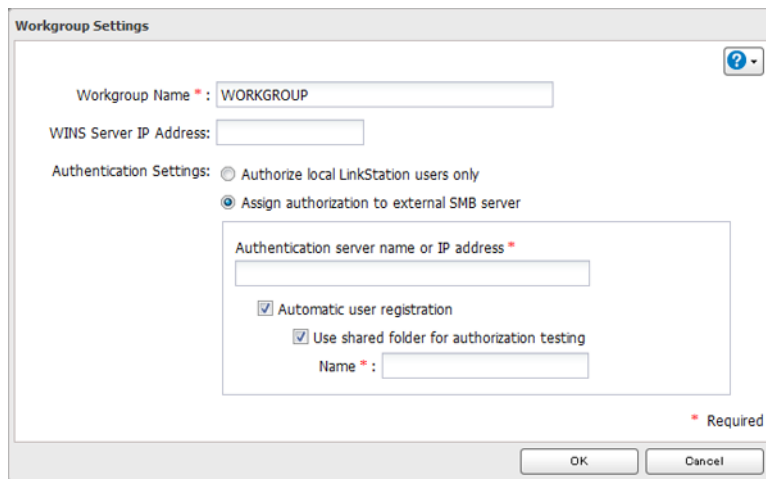 Workgroup Settings
?
Workgroup Name * : WORKGROUP
WINS Server IP Address:
Authentication Settings: Authorize local LinkStation users only
Assign authorization to external SMB server
Authentication server name or IP address *
Automatic user registration
Use shared folder for authorization testing
Name * :
* Required
OK Cancel